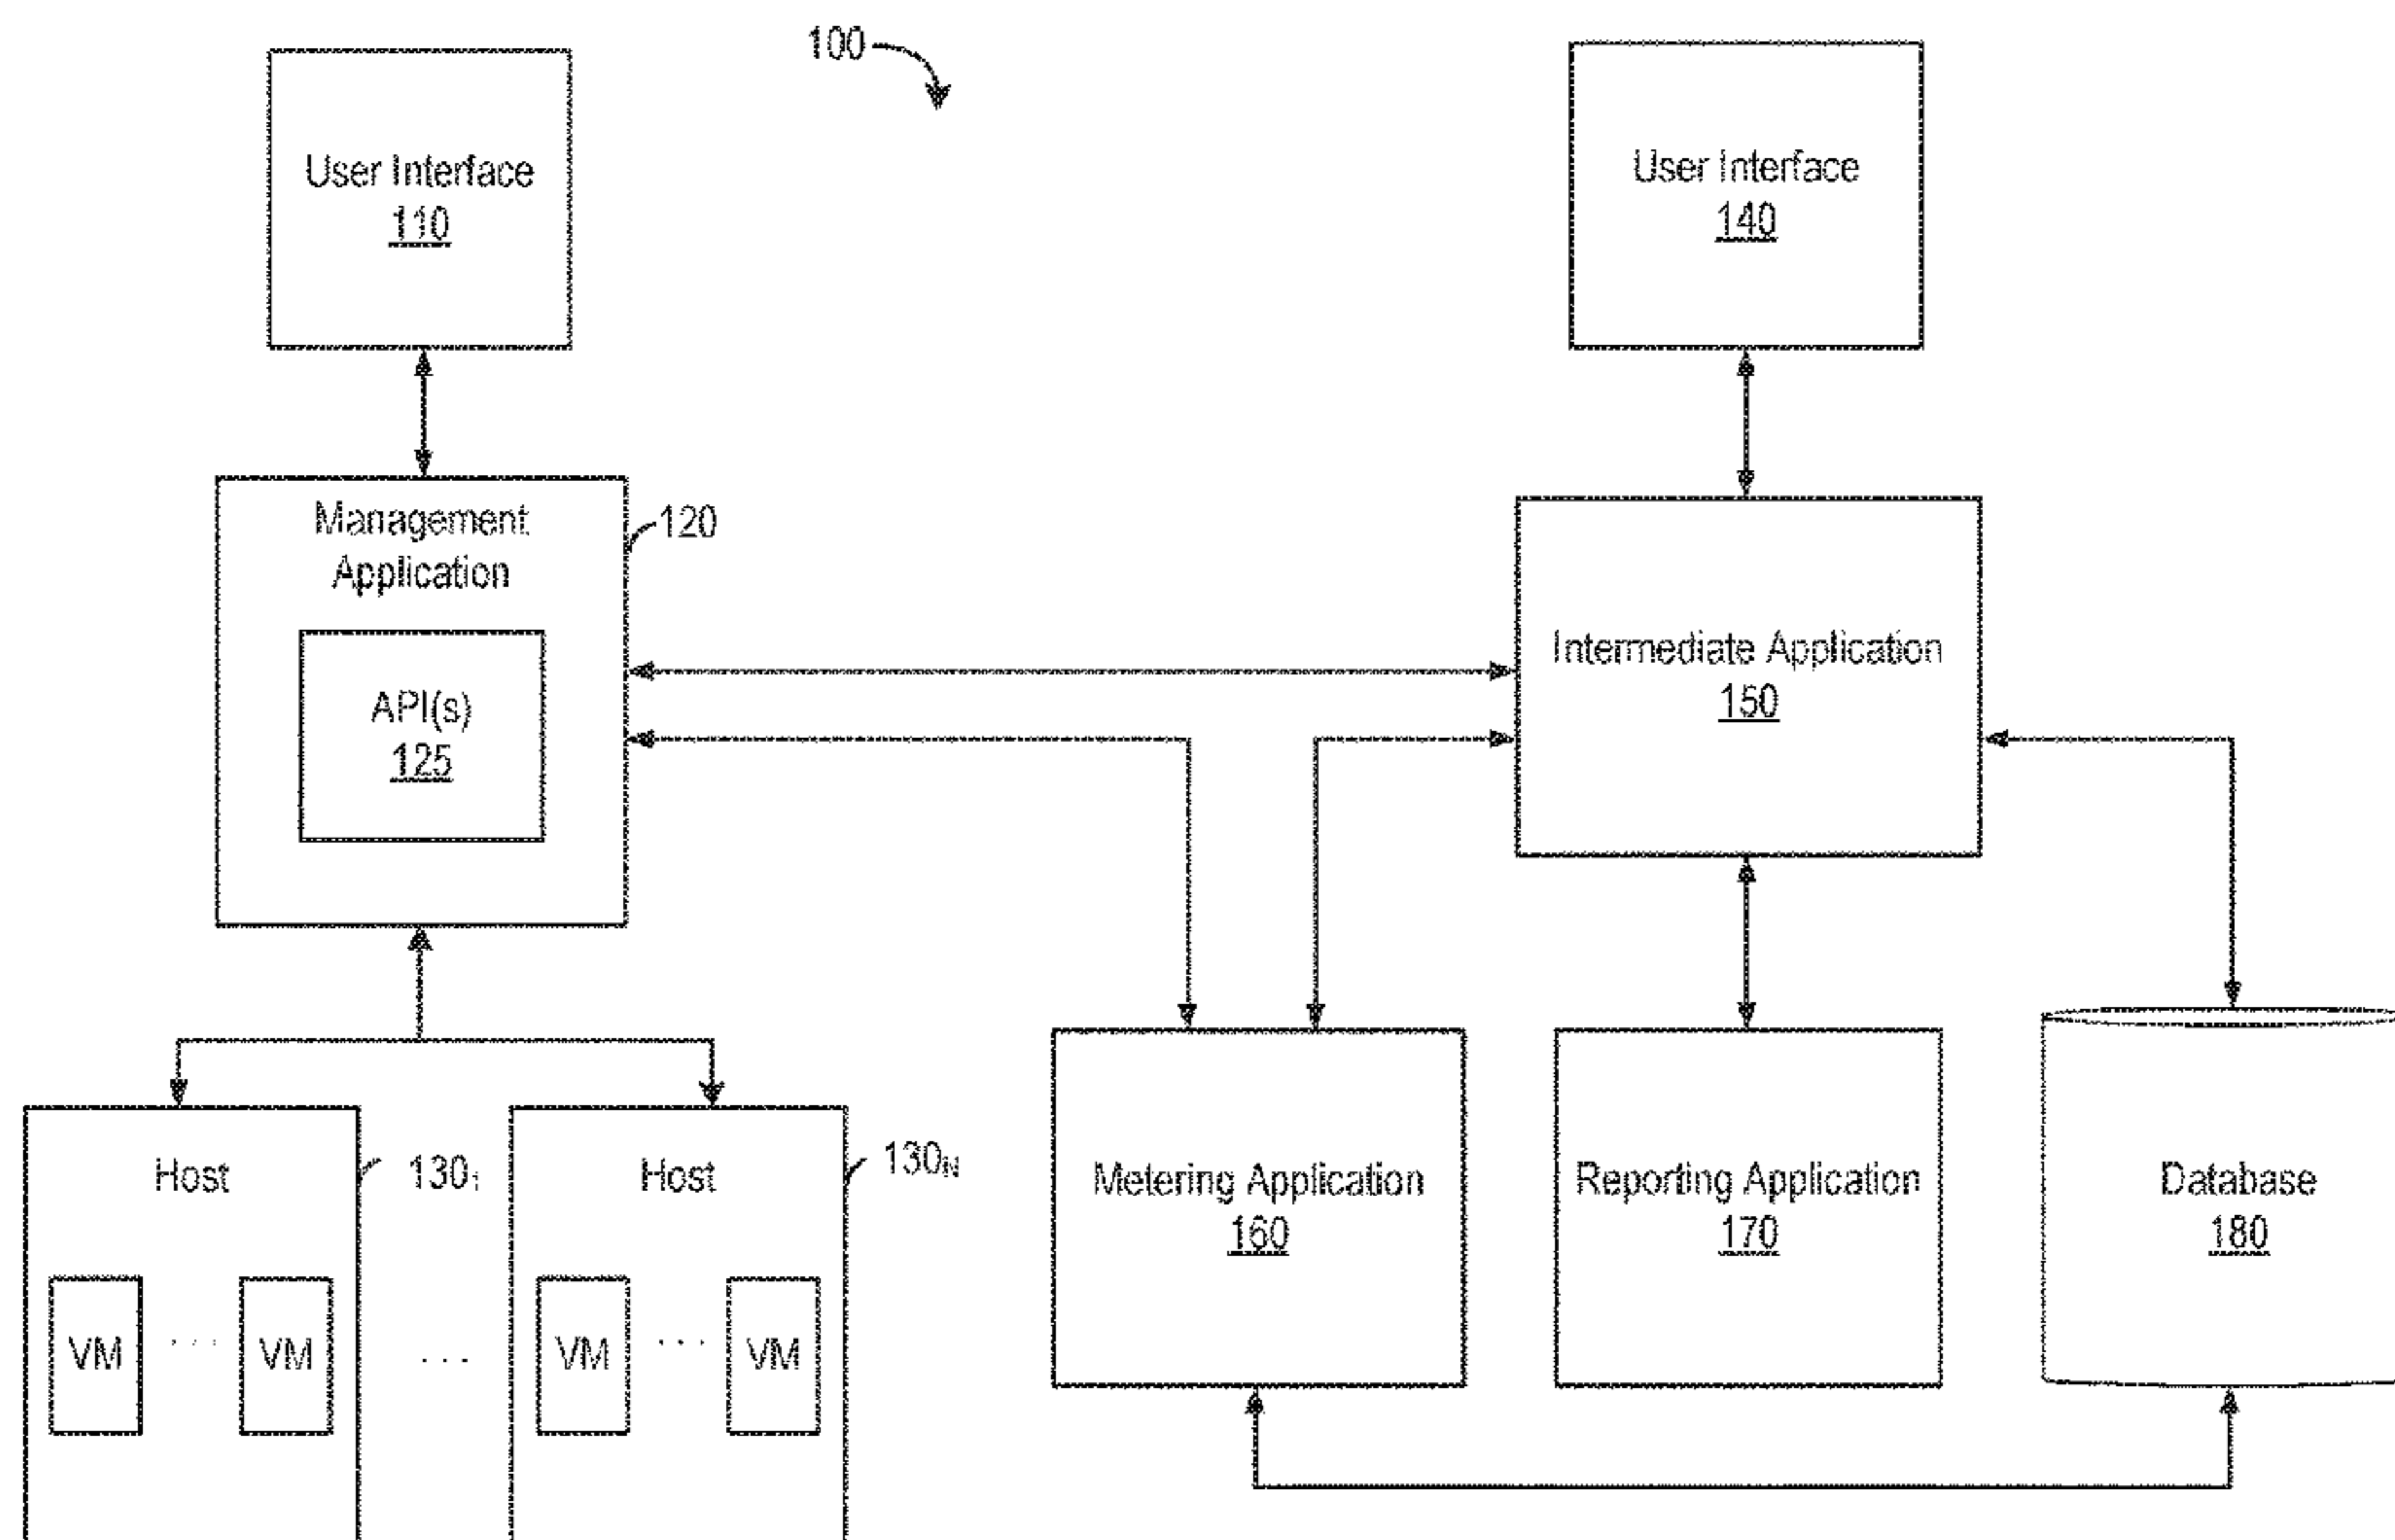 100
User Interface
110
User Interface
140
Management
Application
120
API(s)
125
Intermediate Application
150
Host
130₁
Host
130ₙ
Metering Application
160
Reporting Application
170
Database
180
VM ... VM ... VM ... VM